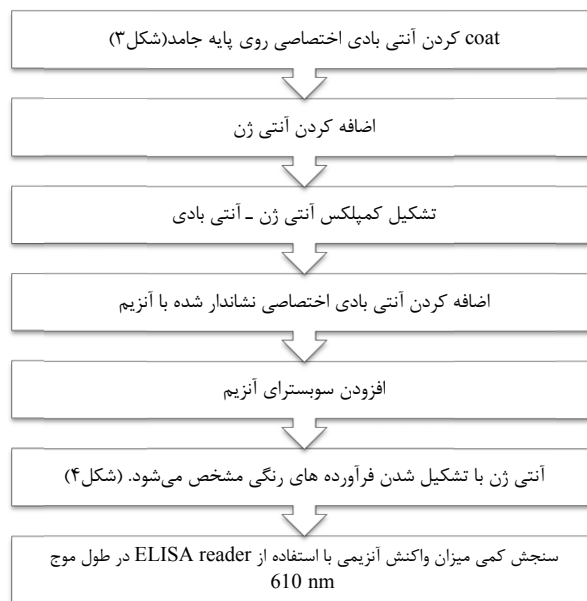 coat کردن آنتی بادی اختصاصی روی پایه جامد(شکل۳)
اضافه کردن آنتی ژن
تشکیل کمپلکس آنتی ژن ـ آنتی بادی
اضافه کردن آنتی بادی اختصاصی نشاندار شده با آنزیم
افزودن سوبسترای آنزیم
آنتی ژن با تشکیل شدن فرآورده های رنگی مشخص می‌شود. (شکل۴)
سنجش کمی میزان واکنش آنزیمی با استفاده از ELISA reader در طول موج
610 nm